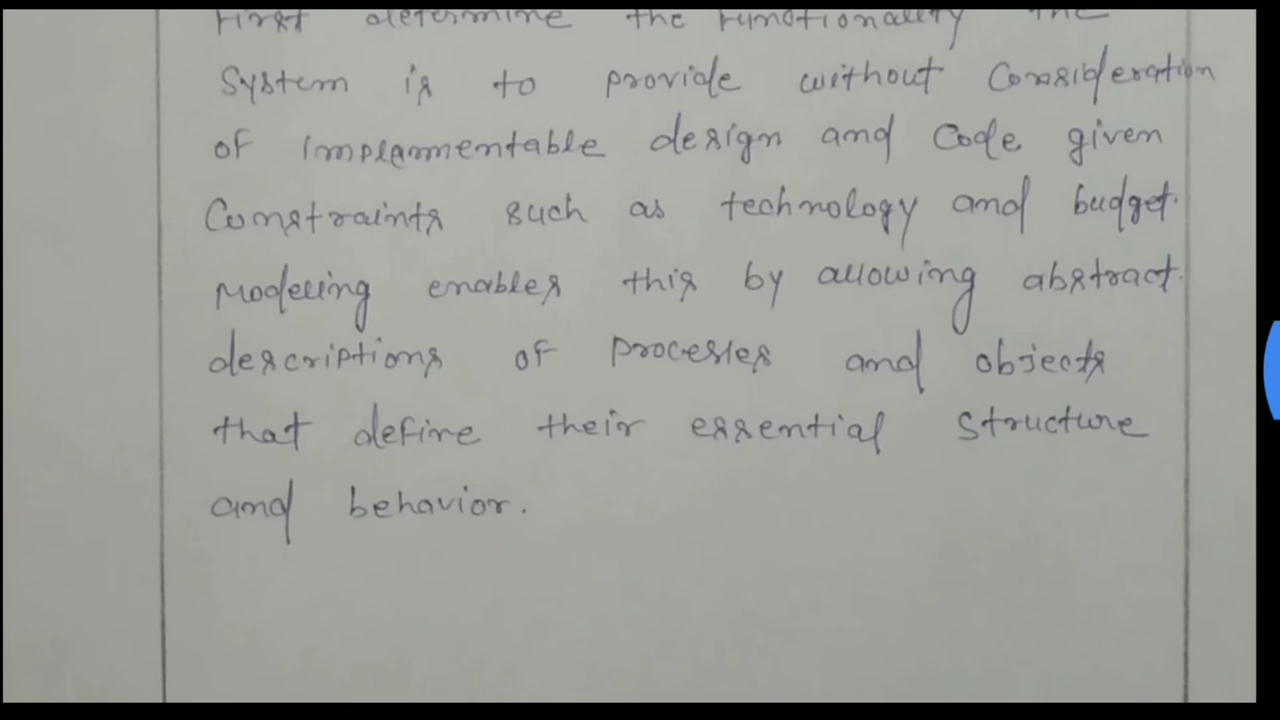 First determine the functionality the
System is to provide without Consideration
of implamentable design and Code given
Constraints such as technology and budget.
Modelling enables this by allowing abstract.
descriptions of processes and objects
that define their essential structure
and behavior.